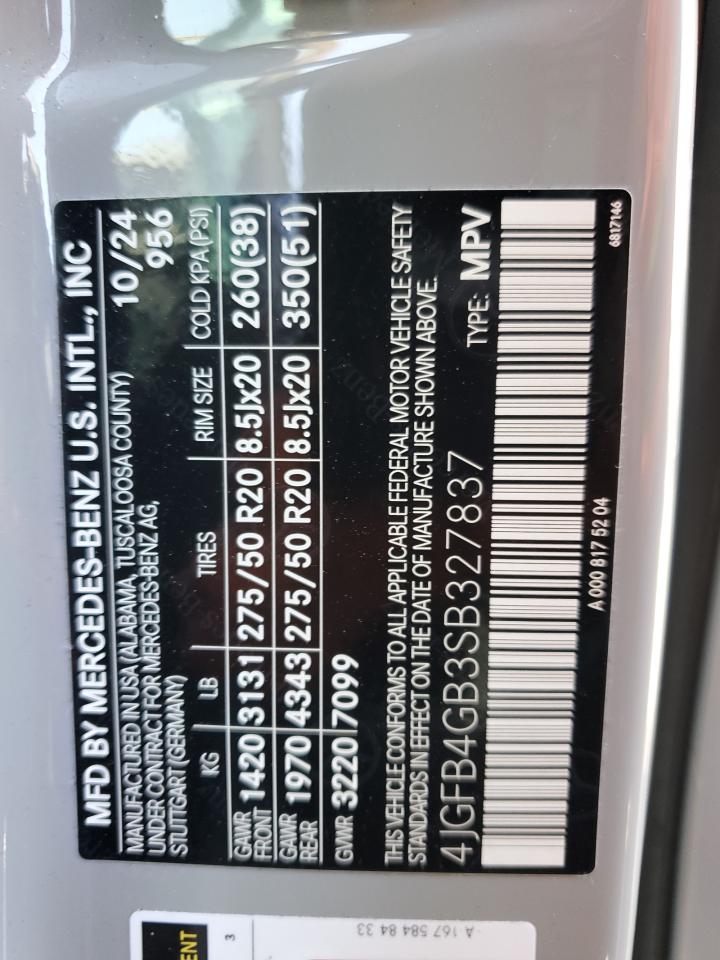 MFD BY MERCEDES-BENZ U.S. INTL., INC
MANUFACTURED IN USA (ALABAMA, TUSCALOOSA COUNTY) 10/24
UNDER CONTRACT FOR MERCEDES-BENZ AG, 956
STUTTGART (GERMANY)
KG LB TIRES RIM SIZE COLD KPA (PSI)
GAWR FRONT 1420 3131 275/50 R20 8.5Jx20 260(38)
GAWR REAR 1970 4343 275/50 R20 8.5Jx20 350(51)
GVWR 3220 7099
THIS VEHICLE CONFORMS TO ALL APPLICABLE FEDERAL MOTOR VEHICLE SAFETY
STANDARDS IN EFFECT ON THE DATE OF MANUFACTURE SHOWN ABOVE.
4JGFB4GB3SB327837 TYPE: MPV
A 000 817 52 04
6817146
3
A 167 584 84 33